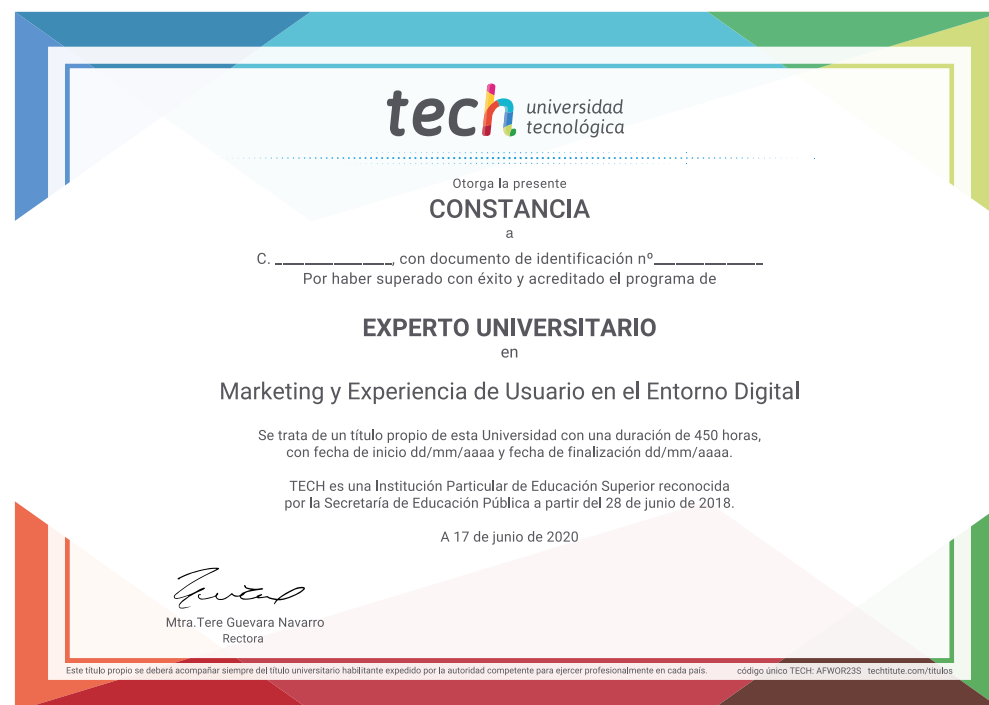 tech universidad
tecnológica
Otorga la presente
CONSTANCIA
a
C. ______________, con documento de identificación nº_____________
Por haber superado con éxito y acreditado el programa de
EXPERTO UNIVERSITARIO
en
Marketing y Experiencia de Usuario en el Entorno Digital
Se trata de un título propio de esta Universidad con una duración de 450 horas,
con fecha de inicio dd/mm/aaaa y fecha de finalización dd/mm/aaaa.
TECH es una Institución Particular de Educación Superior reconocida
por la Secretaría de Educación Pública a partir del 28 de junio de 2018.
A 17 de junio de 2020
Mtra.Tere Guevara Navarro
Rectora
Este título propio se deberá acompañar siempre del título universitario habilitante expedido por la autoridad competente para ejercer profesionalmente en cada país. código único TECH: AFWOR23S techtitute.com/titulos